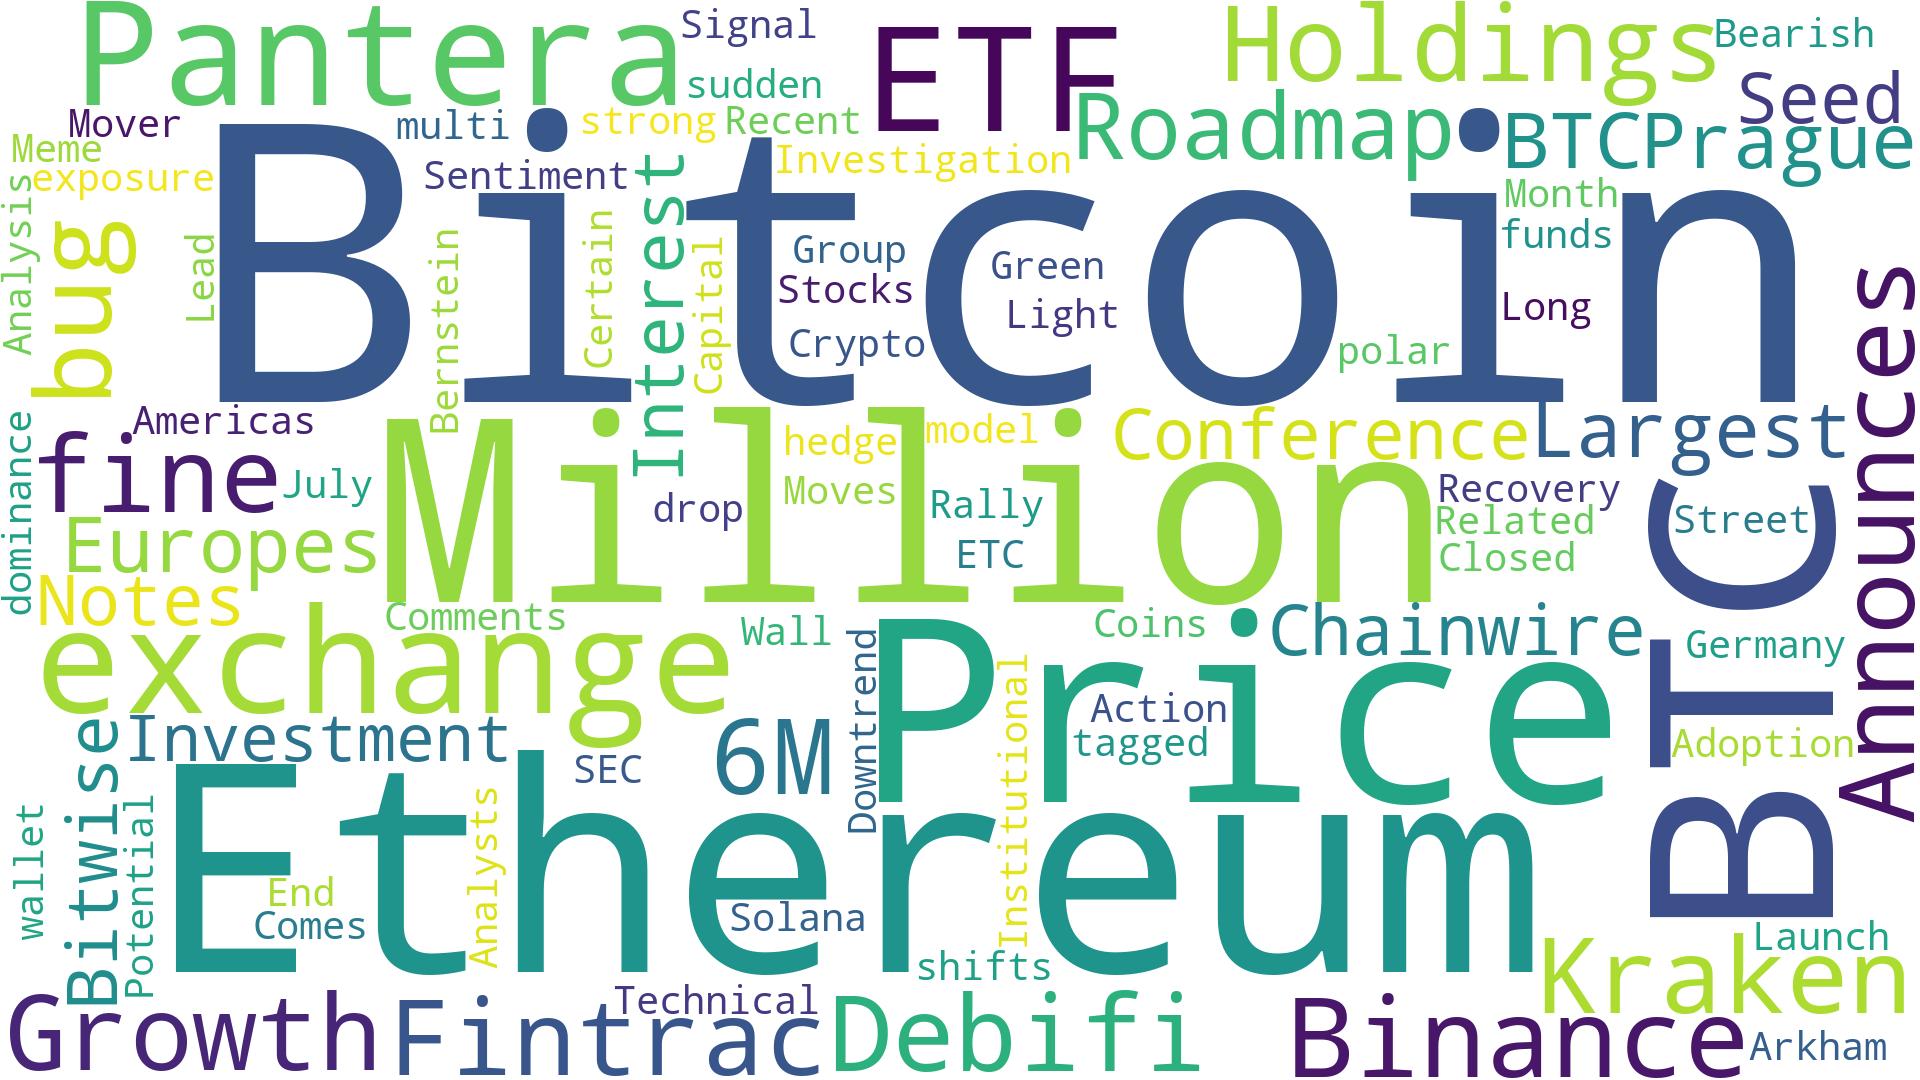 Pantera
Signal
ETF
Holdings
Bearish
sudden
Seed
Mover
multi
strong
Recent
Roadmap
BTCPrague
Meme
Sentiment
Investigation
exposure
Bitcoin
Month
funds
Analysis
bug
Lead
Bernstein
Certain
Interest
Capital
Group
Stocks
Crypto
Green
Light
Long
polar
Announces
Americas
fine
July
Million
hedge
model
Conference
Largest
dominance
Europes
drop
Moves
Rally
ETC
Recovery
Related
Closed
Street
BTC
Notes
Comments
Wall
Coins
Chainwire
Germany
exchange
Downtrend
Price
Action
tagged
Adoption
Investment
SEC
6M
Institutional
Bitwise
Potential
wallet
Ethereum
End
Comes
Analysts
Solana
shifts
Launch
Kraken
Growth
Fintrac
Technical
Debifi
Binance
Arkham